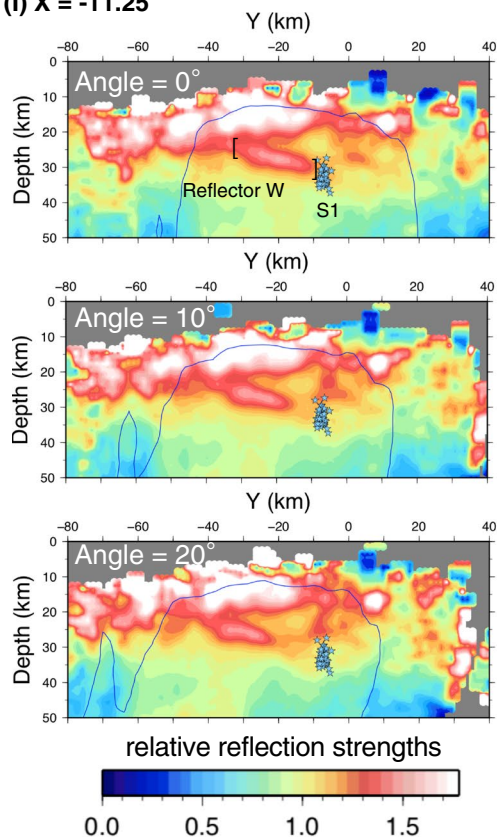 (I) X = -11.25
Y (km)
−80 −60 −40 −20 0 20 40
Angle = 0°
Depth (km)
0
10
20
30
40
50
Reflector W
S1
Y (km)
−80 −60 −40 −20 0 20 40
Angle = 10°
Depth (km)
0
10
20
30
40
50
Y (km)
−80 −60 −40 −20 0 20 40
Angle = 20°
Depth (km)
0
10
20
30
40
50
relative reflection strengths
0.0 0.5 1.0 1.5